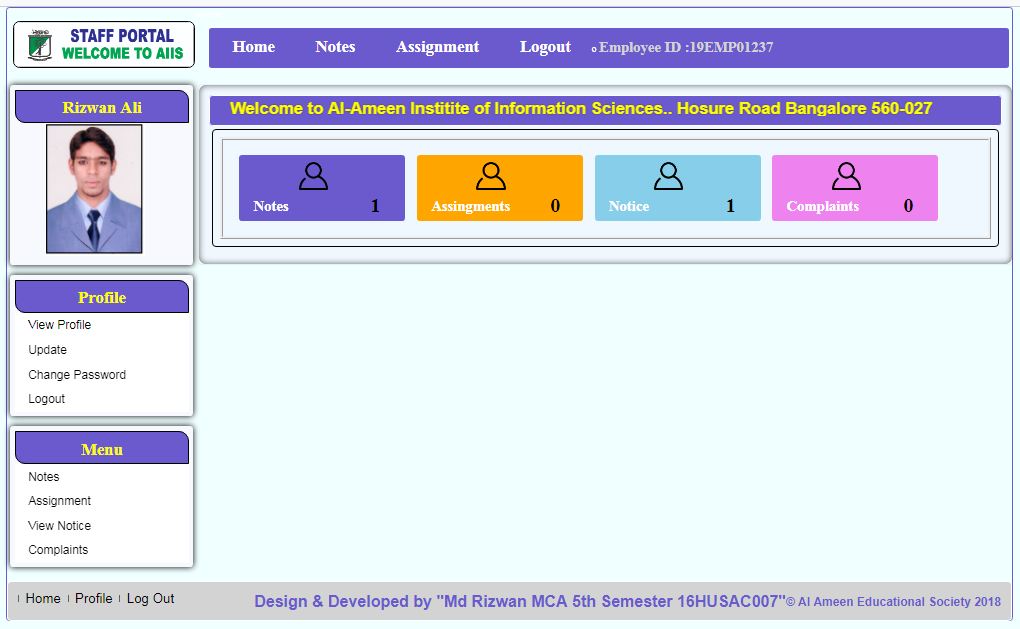 STAFF PORTAL
WELCOME TO AIIS
Home Notes Assignment Logout Employee ID :19EMP01237
Rizwan Ali
Welcome to Al-Ameen Institite of Information Sciences.. Hosure Road Bangalore 560-027
Notes 1
Assingments 0
Notice 1
Complaints 0
Profile
View Profile
Update
Change Password
Logout
Menu
Notes
Assignment
View Notice
Complaints
Home Profile Log Out
Design & Developed by "Md Rizwan MCA 5th Semester 16HUSAC007"© Al Ameen Educational Society 2018